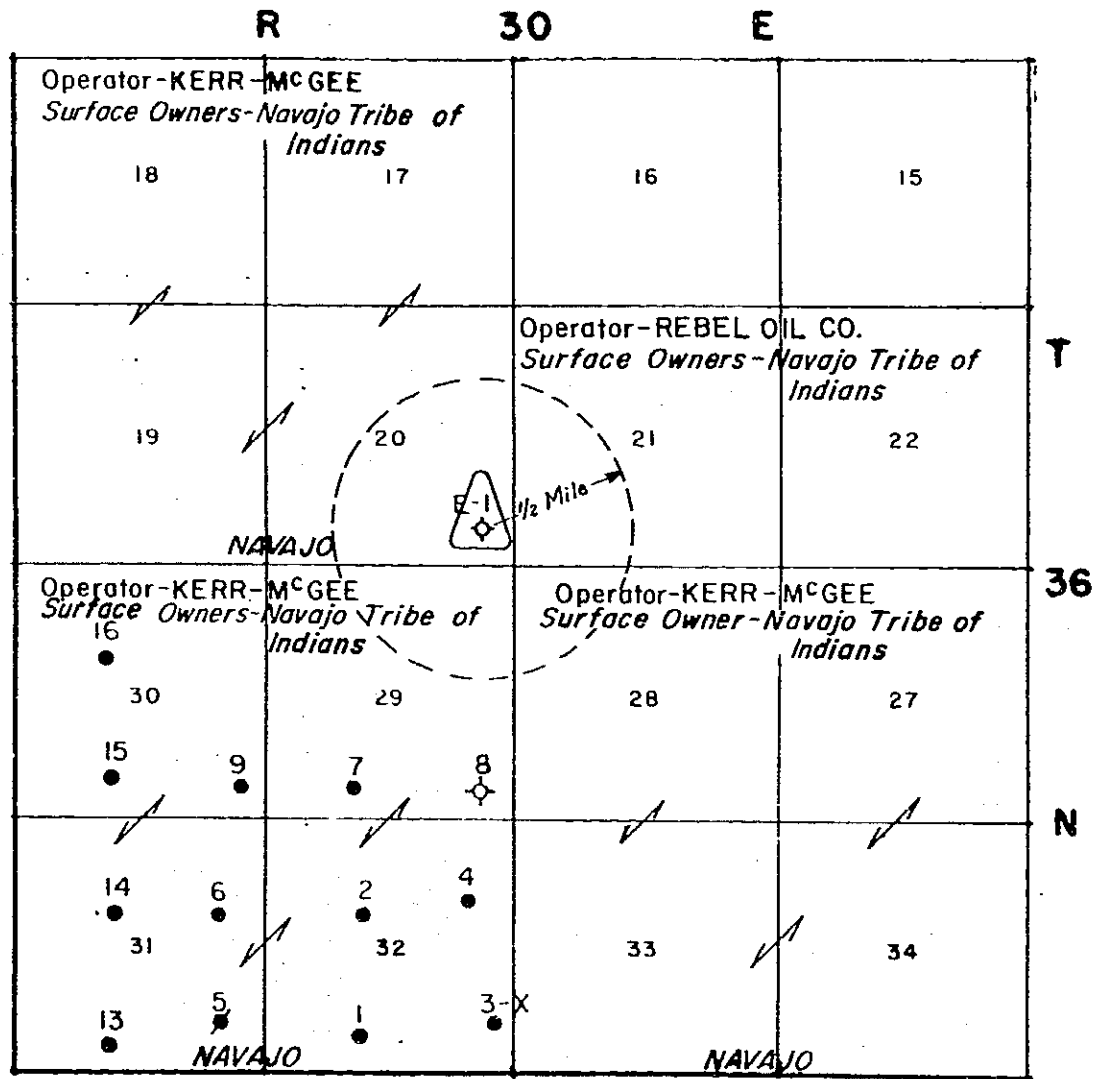 R 30 E
Operator-KERR-McGEE
Surface Owners-Navajo Tribe of
Indians
18 17 16 15
Operator-REBEL OIL CO.
Surface Owners-Navajo Tribe of
Indians
T
19 20 21 22
E-1 1/2 Mile
NAVAJO
Operator-KERR-McGEE
Surface Owners-Navajo Tribe of
Indians
Operator-KERR-McGEE
Surface Owner-Navajo Tribe of
Indians
36
16
30 29 28 27
15 9 7 8
N
14 6 2 4
31 32 33 34
13 5 1 3-X
NAVAJO NAVAJO